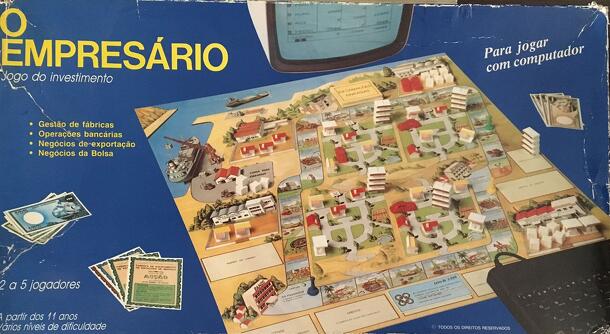 O
EMPRESÁRIO
Jogo do investimento
• Gestão de fábricas
• Operações bancárias
• Negócios de exportação
• Negócios da Bolsa
Para jogar
com computador
ACÇÃO
2 a 5 jogadores
A partir dos 11 anos
Vários níveis de dificuldade
© TODOS OS DIREITOS RESERVADOS